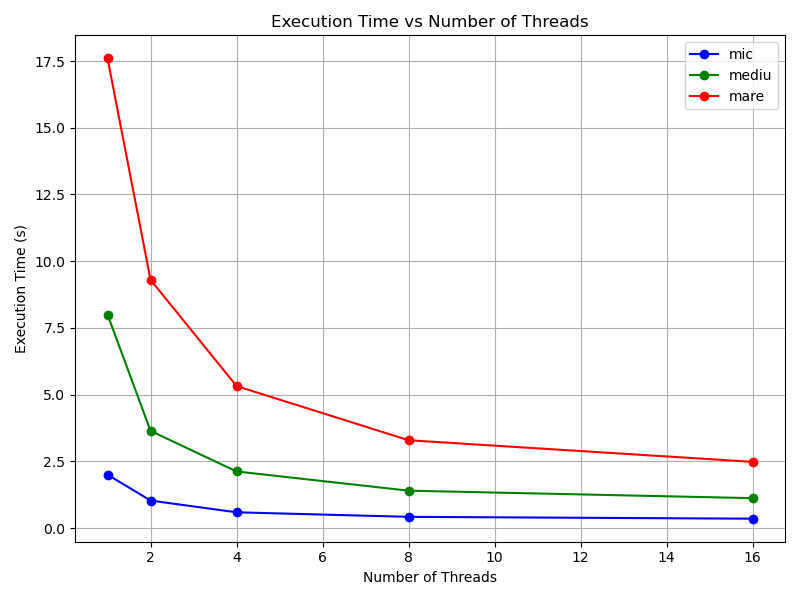 Execution Time vs Number of Threads
mic
mediu
mare
Execution Time (s)
17.5
15.0
12.5
10.0
7.5
5.0
2.5
0.0
2 4 6 8 10 12 14 16
Number of Threads